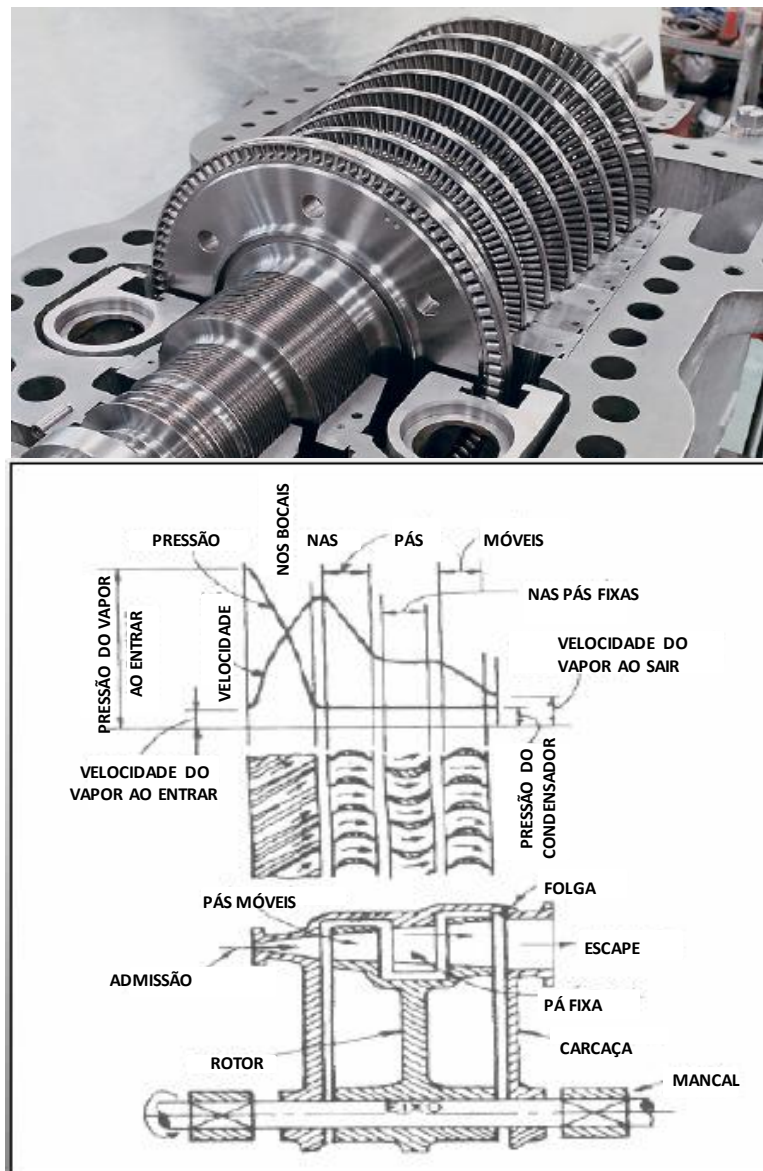 PRESSÃO
NOS BOCAIS
NAS
PÁS
MÓVEIS
NAS PÁS FIXAS
PRESSÃO DO VAPOR
AO ENTRAR
VELOCIDADE
VELOCIDADE DO
VAPOR AO SAIR
VELOCIDADE DO
VAPOR AO ENTRAR
PRESSÃO DO
CONDENSADOR
FOLGA
PÁS MÓVEIS
ESCAPE
ADMISSÃO
PÁ FIXA
CARCAÇA
ROTOR
MANCAL
EIXO